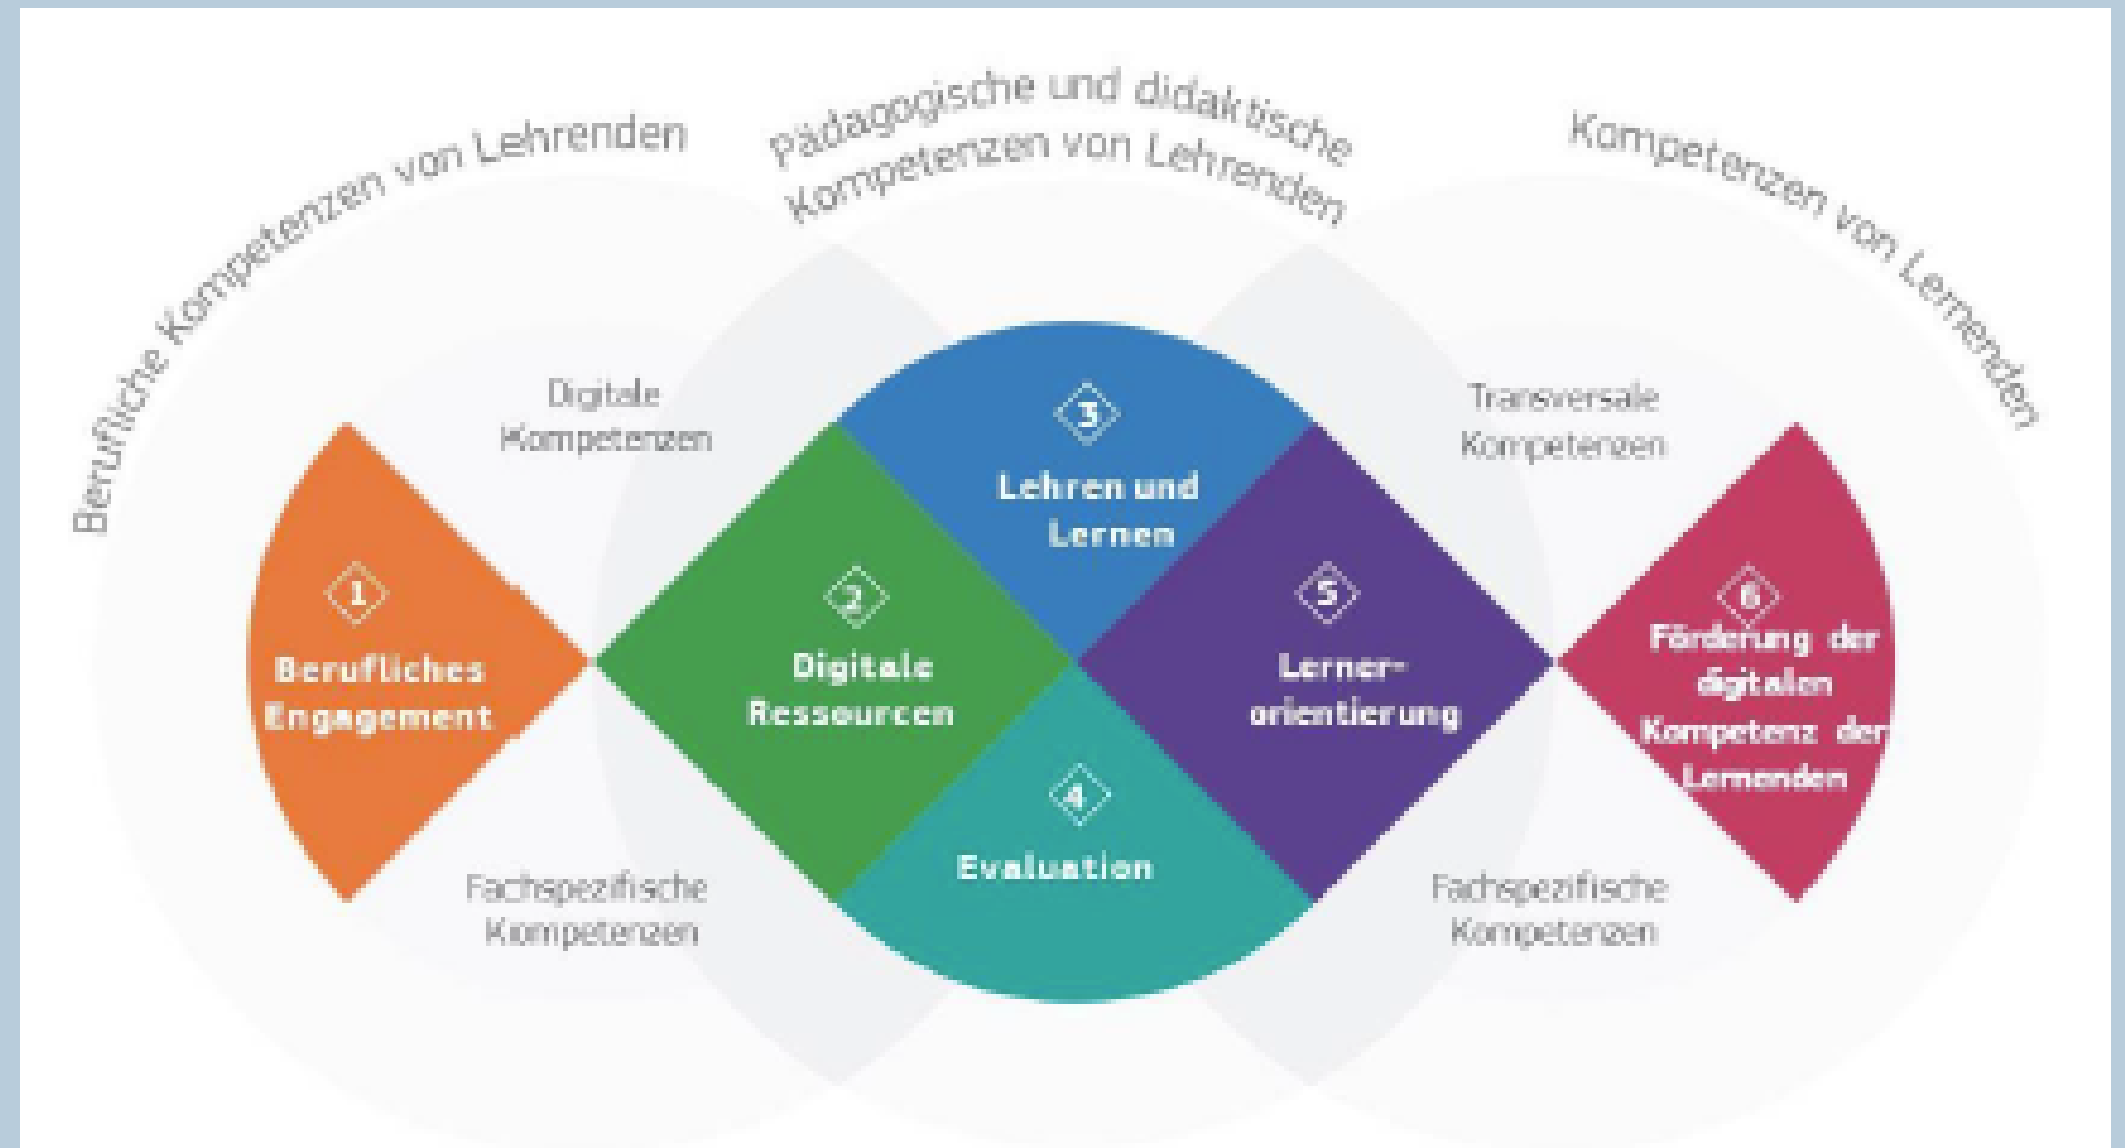 Berufliche Kompetenzen von Lehrenden
Pädagogische und didaktische
Kompetenzen von Lehrenden
Kompetenzen von Lernenden
Digitale
Kompetenzen
Transversale
Kompetenzen
3
Lehren und
Lernen
1
Berufliches
Engagement
2
Digitale
Ressourcen
5
Lerner-
orientierung
6
Förderung der
digitalen
Kompetenz der
Lernenden
4
Evaluation
Fachspezifische
Kompetenzen
Fachspezifische
Kompetenzen